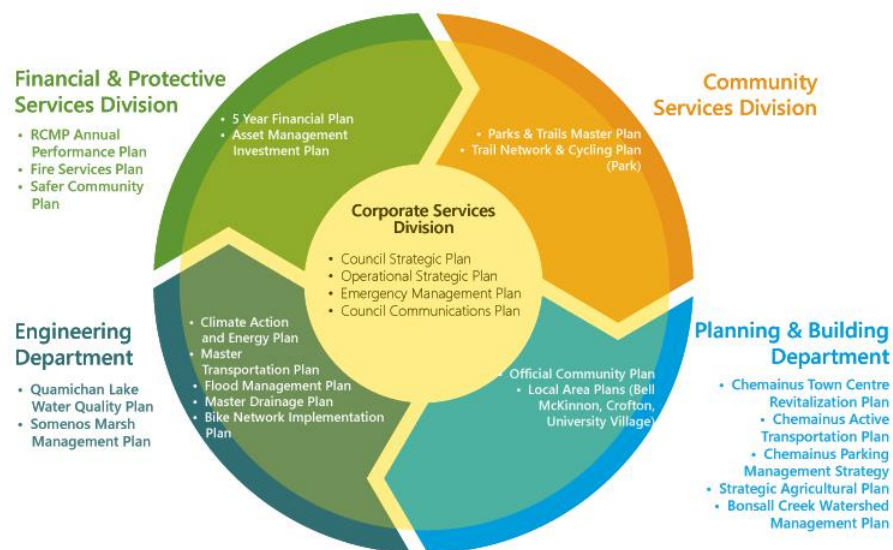 Financial & Protective
Services Division
• RCMP Annual
Performance Plan
• Fire Services Plan
• Safer Community
Plan
• 5 Year Financial Plan
• Asset Management
Investment Plan
Community
Services Division
• Parks & Trails Master Plan
• Trail Network & Cycling Plan
(Park)
Corporate Services
Division
• Council Strategic Plan
• Operational Strategic Plan
• Emergency Management Plan
• Council Communications Plan
Engineering
Department
• Quamichan Lake
Water Quality Plan
• Somenos Marsh
Management Plan
• Climate Action
and Energy Plan
• Master
Transportation Plan
• Flood Management Plan
• Master Drainage Plan
• Bike Network Implementation
Plan
• Official Community Plan
• Local Area Plans (Bell
McKinnon, Crofton,
University Village)
Planning & Building
Department
• Chemainus Town Centre
Revitalization Plan
• Chemainus Active
Transportation Plan
• Chemainus Parking
Management Strategy
• Strategic Agricultural Plan
• Bonsall Creek Watershed
Management Plan